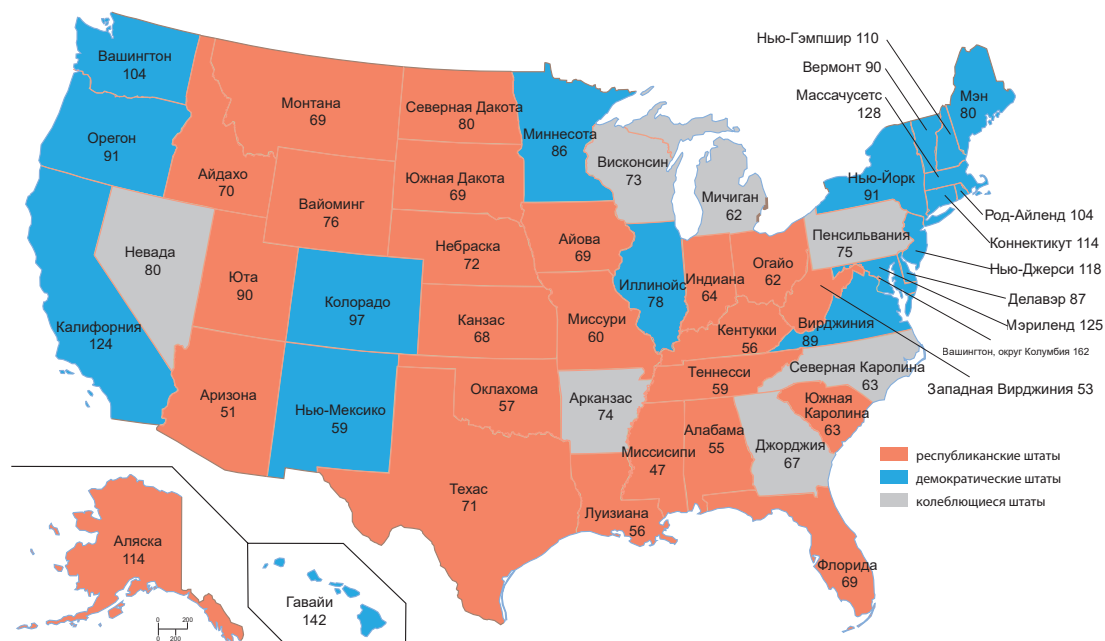 Вашингтон
104
Орегон
91
Калифорния
124
Невада
80
Айдахо
70
Монтана
69
Вайоминг
76
Юта
90
Колорадо
97
Аризона
51
Нью-Мексико
59
Северная Дакота
80
Южная Дакота
69
Небраска
72
Канзас
68
Оклахома
57
Техас
71
Миннесота
86
Айова
69
Миссури
60
Арканзас
74
Луизиана
56
Висконсин
73
Иллинойс
78
Мичиган
62
Индиана
64
Огайо
62
Кентукки
56
Теннесси
59
Миссисипи
47
Алабама
55
Джорджия
67
Флорида
69
Южная
Каролина
63
Северная Каролина
63
Вирджиния
89
Пенсильвания
75
Нью-Йорк
91
Мэн
80
Нью-Гэмпшир 110
Вермонт 90
Массачусетс
128
Род-Айленд 104
Коннектикут 114
Нью-Джерси 118
Делавэр 87
Мэриленд 125
Вашингтон, округ Колумбия 162
Западная Вирджиния 53
республиканские штаты
демократические штаты
колеблющиеся штаты
Аляска
114
0 200
0 200
Гавайи
142